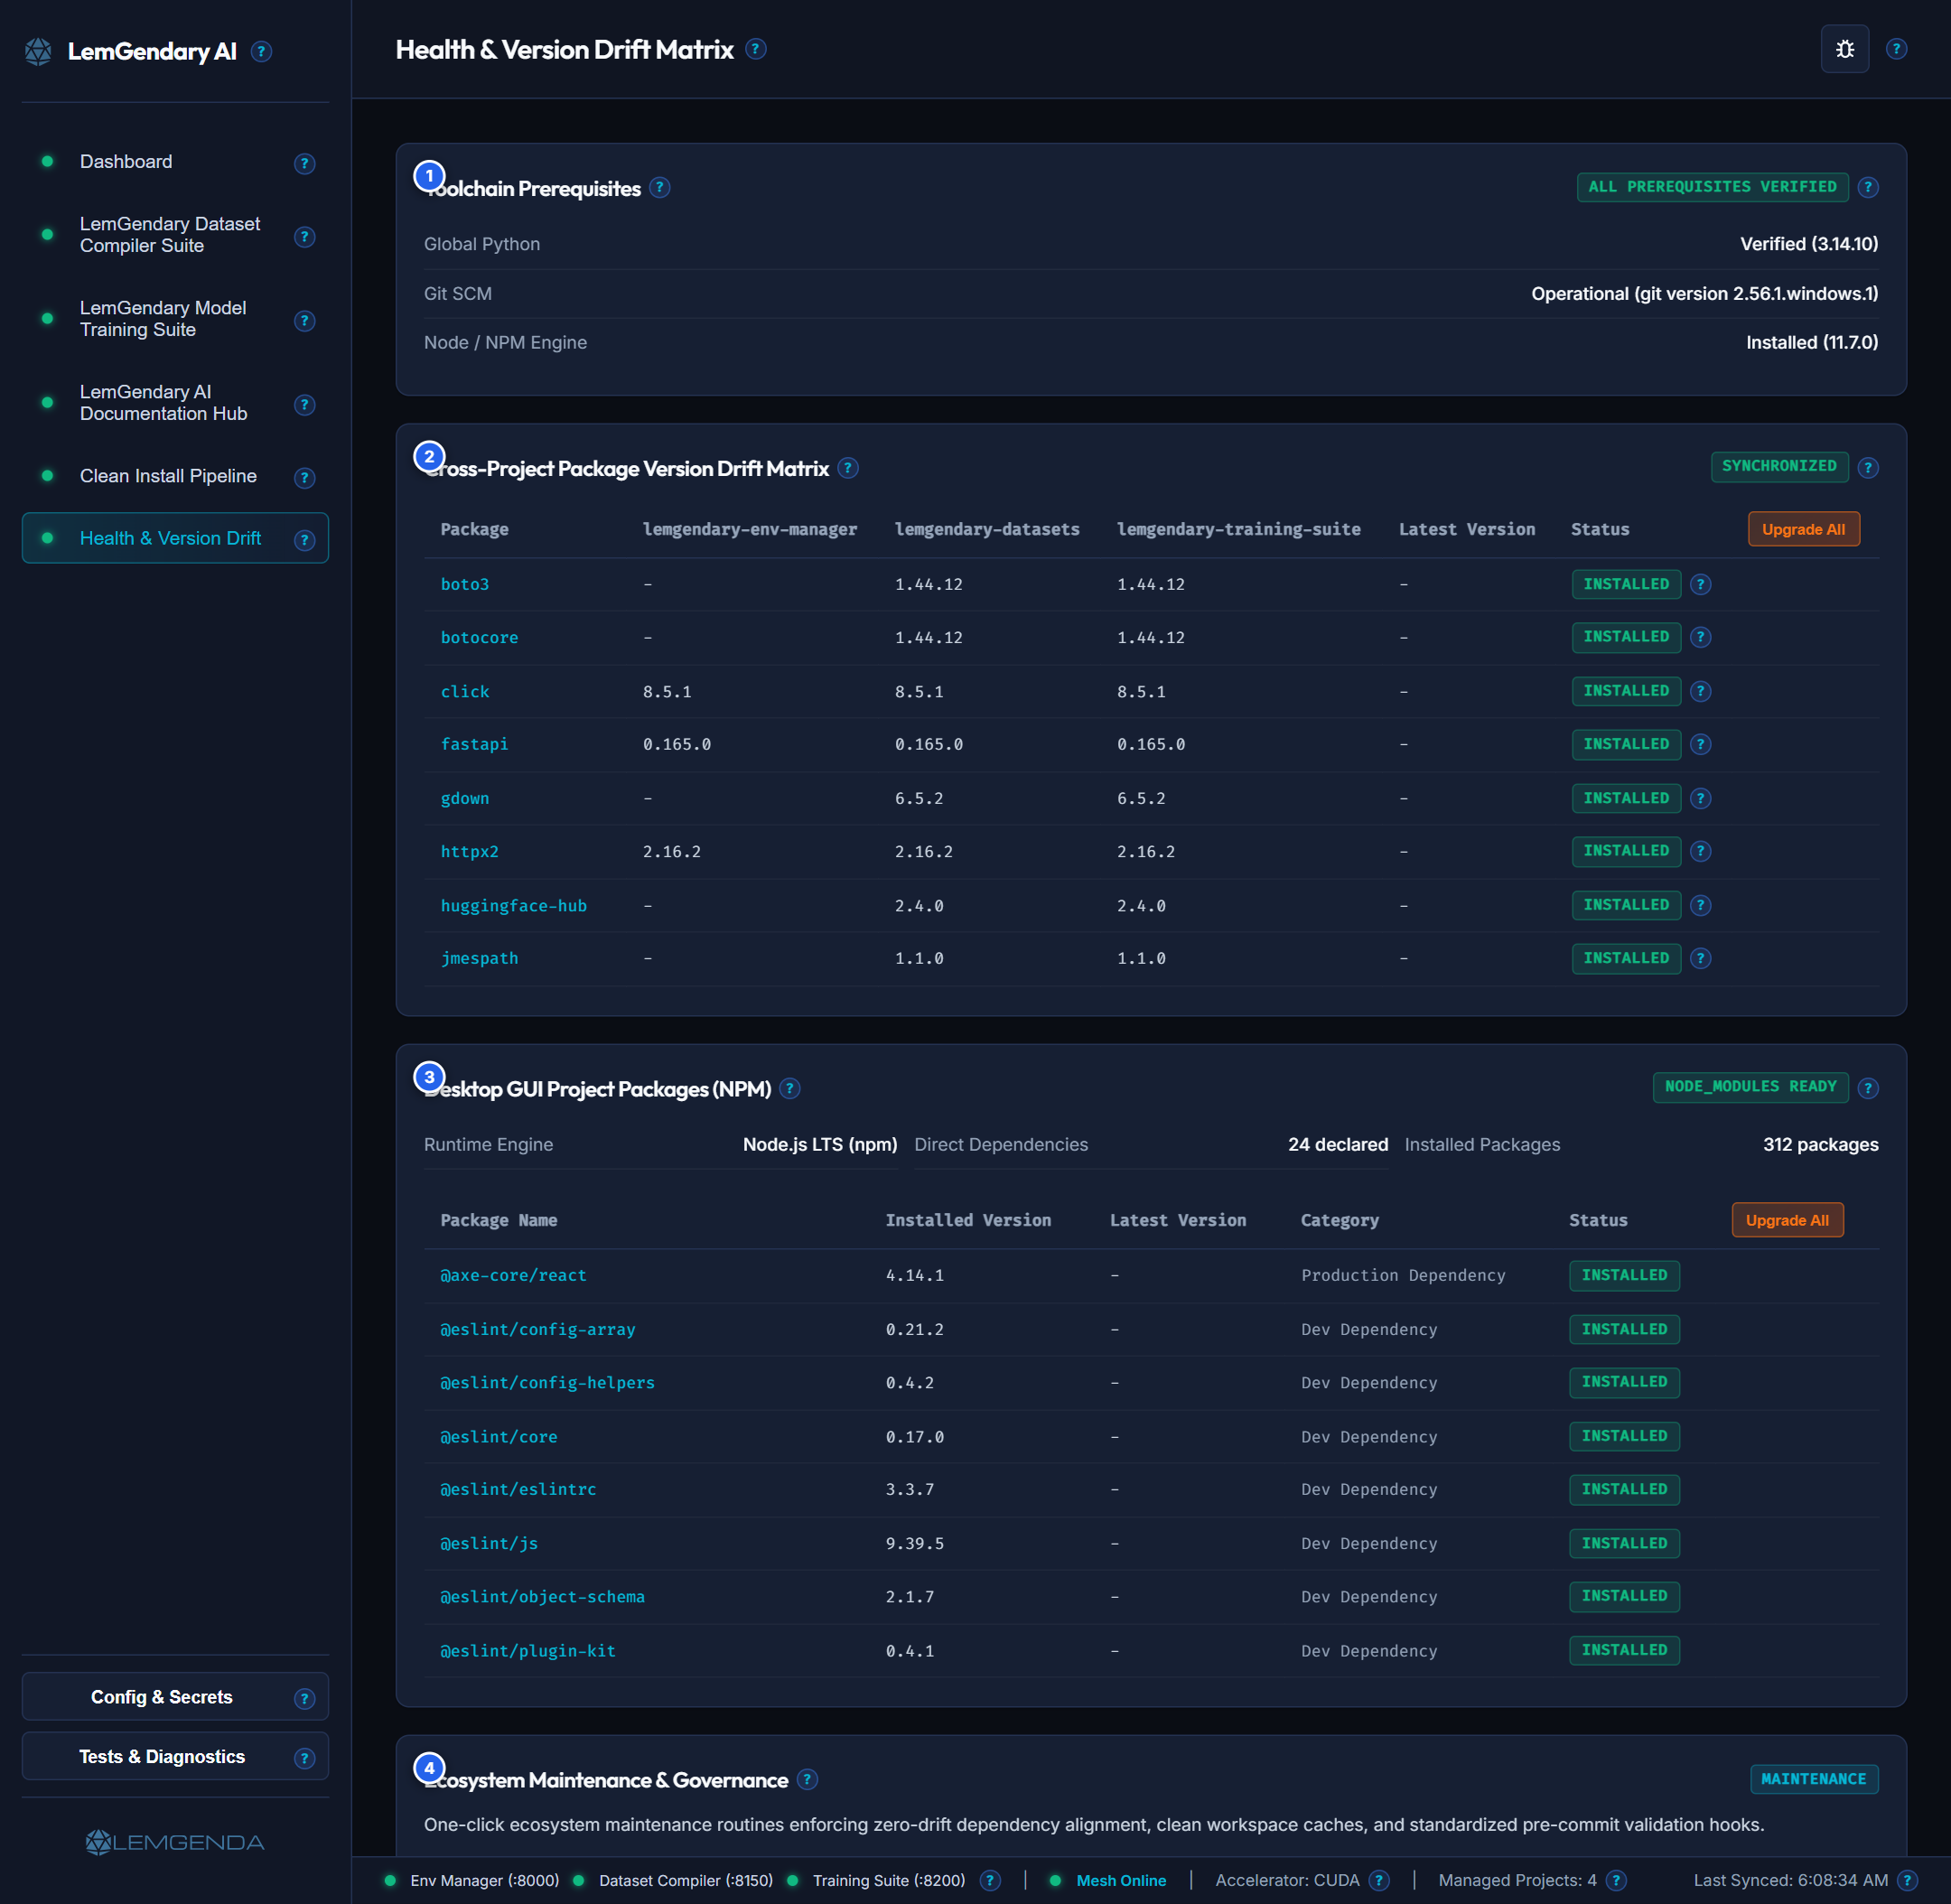 LemGendary AI ?
Dashboard ?
LemGendary Dataset
Compiler Suite ?
LemGendary Model
Training Suite ?
LemGendary AI
Documentation Hub ?
Clean Install Pipeline ?
Health & Version Drift ?
Config & Secrets ?
Tests & Diagnostics ?
LEMGENDA
Health & Version Drift Matrix ? ?
1 Toolchain Prerequisites ? ALL PREREQUISITES VERIFIED ?
Global Python Verified (3.14.10)
Git SCM Operational (git version 2.56.1.windows.1)
Node / NPM Engine Installed (11.7.0)
2 Cross-Project Package Version Drift Matrix ? SYNCHRONIZED ?
Package lemgendary-env-manager lemgendary-datasets lemgendary-training-suite Latest Version Status Upgrade All
boto3 – 1.44.12 1.44.12 – INSTALLED ?
botocore – 1.44.12 1.44.12 – INSTALLED ?
click 8.5.1 8.5.1 8.5.1 – INSTALLED ?
fastapi 0.165.0 0.165.0 0.165.0 – INSTALLED ?
gdown – 6.5.2 6.5.2 – INSTALLED ?
httpx2 2.16.2 2.16.2 2.16.2 – INSTALLED ?
huggingface-hub – 2.4.0 2.4.0 – INSTALLED ?
jmespath – 1.1.0 1.1.0 – INSTALLED ?
3 Desktop GUI Project Packages (NPM) ? NODE_MODULES READY ?
Runtime Engine Node.js LTS (npm) Direct Dependencies 24 declared Installed Packages 312 packages
Package Name Installed Version Latest Version Category Status Upgrade All
@axe-core/react 4.14.1 – Production Dependency INSTALLED
@eslint/config-array 0.21.2 – Dev Dependency INSTALLED
@eslint/config-helpers 0.4.2 – Dev Dependency INSTALLED
@eslint/core 0.17.0 – Dev Dependency INSTALLED
@eslint/eslintrc 3.3.7 – Dev Dependency INSTALLED
@eslint/js 9.39.5 – Dev Dependency INSTALLED
@eslint/object-schema 2.1.7 – Dev Dependency INSTALLED
@eslint/plugin-kit 0.4.1 – Dev Dependency INSTALLED
4 Ecosystem Maintenance & Governance ? MAINTENANCE
One-click ecosystem maintenance routines enforcing zero-drift dependency alignment, clean workspace caches, and standardized pre-commit validation hooks.
Env Manager (:8000) Dataset Compiler (:8150) Training Suite (:8200) ? | Mesh Online | Accelerator: CUDA ? | Managed Projects: 4 ? Last Synced: 6:08:34 AM ?